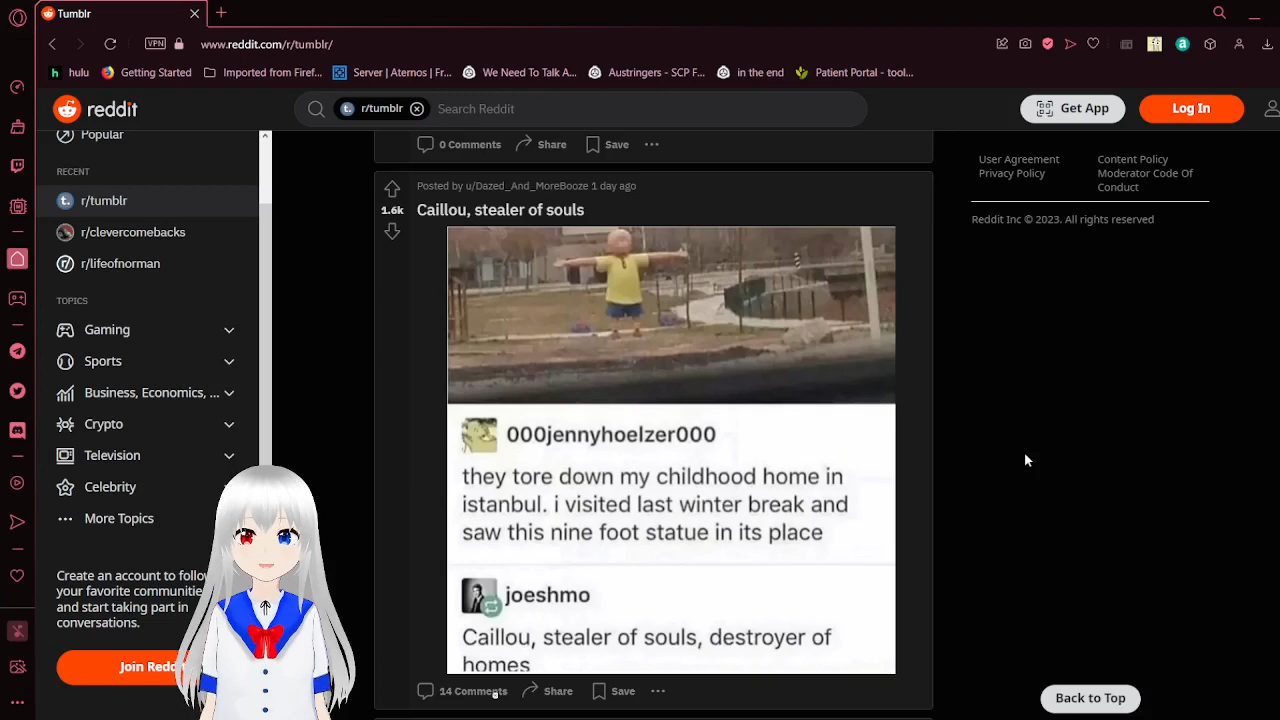 Tumblr
VPN
www.reddit.com/r/tumblr/
hulu
Getting Started
Imported from Firef...
Server | Aternos | Fr...
We Need To Talk A...
Austringers - SCP F...
in the end
Patient Portal - tool...
reddit
r/tumblr
Search Reddit
Get App
Log In
Popular
RECENT
r/tumblr
r/clevercomebacks
r/lifeofnorman
TOPICS
Gaming
Sports
Business, Economics, ...
Crypto
Television
Celebrity
More Topics
Create an account to follo
your favorite communities
and start taking part in
conversations.
Join Reddi
0 Comments
Share
Save
Posted by u/Dazed_And_MoreBooze 1 day ago
1.6k
Caillou, stealer of souls
000jennyhoelzer000
they tore down my childhood home in
istanbul. i visited last winter break and
saw this nine foot statue in its place
joeshmo
Caillou, stealer of souls, destroyer of
homes
14 Comments
Share
Save
User Agreement
Privacy Policy
Content Policy
Moderator Code Of
Conduct
Reddit Inc © 2023. All rights reserved
Back to Top